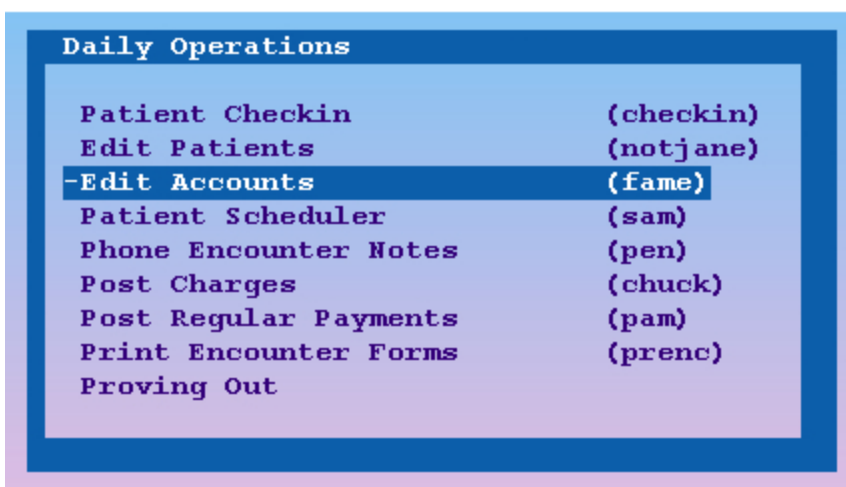 Daily Operations
Patient Checkin (checkin)
Edit Patients (notjane)
-Edit Accounts (fame)
Patient Scheduler (sam)
Phone Encounter Notes (pen)
Post Charges (chuck)
Post Regular Payments (pam)
Print Encounter Forms (prenc)
Proving Out